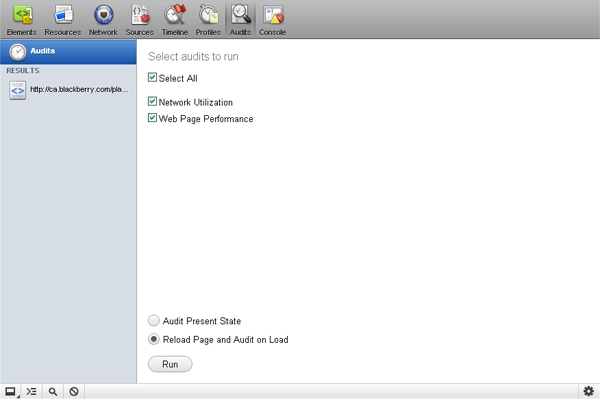 Elements Resources Network Sources Timeline Profiles Audits Console
Audits
RESULTS
http://ca.blackberry.com/pla...
Select audits to run
Select All
Network Utilization
Web Page Performance
Audit Present State
Reload Page and Audit on Load
Run